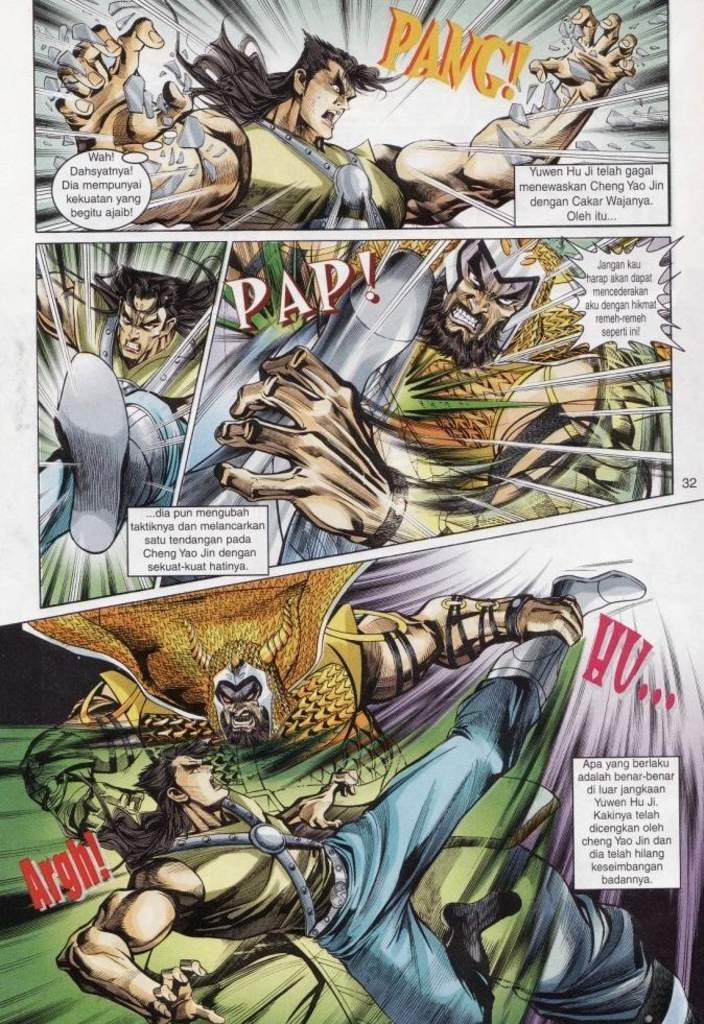 PANG!
Wah!
Dahsyatnya!
Dia mempunyai
kekuatan yang
begitu ajaib!
Yuwen Hu Ji telah gagal
menewaskan Cheng Yao Jin
dengan Cakar Wajanya.
Oleh itu...
PAP!
Jangan kau
harap akan dapat
mencederakan
aku dengan hikmat
remeh-remeh
seperti ini!
...dia pun mengubah
taktiknya dan melancarkan
satu tendangan pada
Cheng Yao Jin dengan
sekuat-kuat hatinya.
32
HU...
Apa yang berlaku
adalah benar-benar
di luar jangkaan
Yuwen Hu Ji.
Kakinya telah
dicengkan oleh
cheng Yao Jin dan
dia telah hilang
keseimbangan
badannya.
Argh!